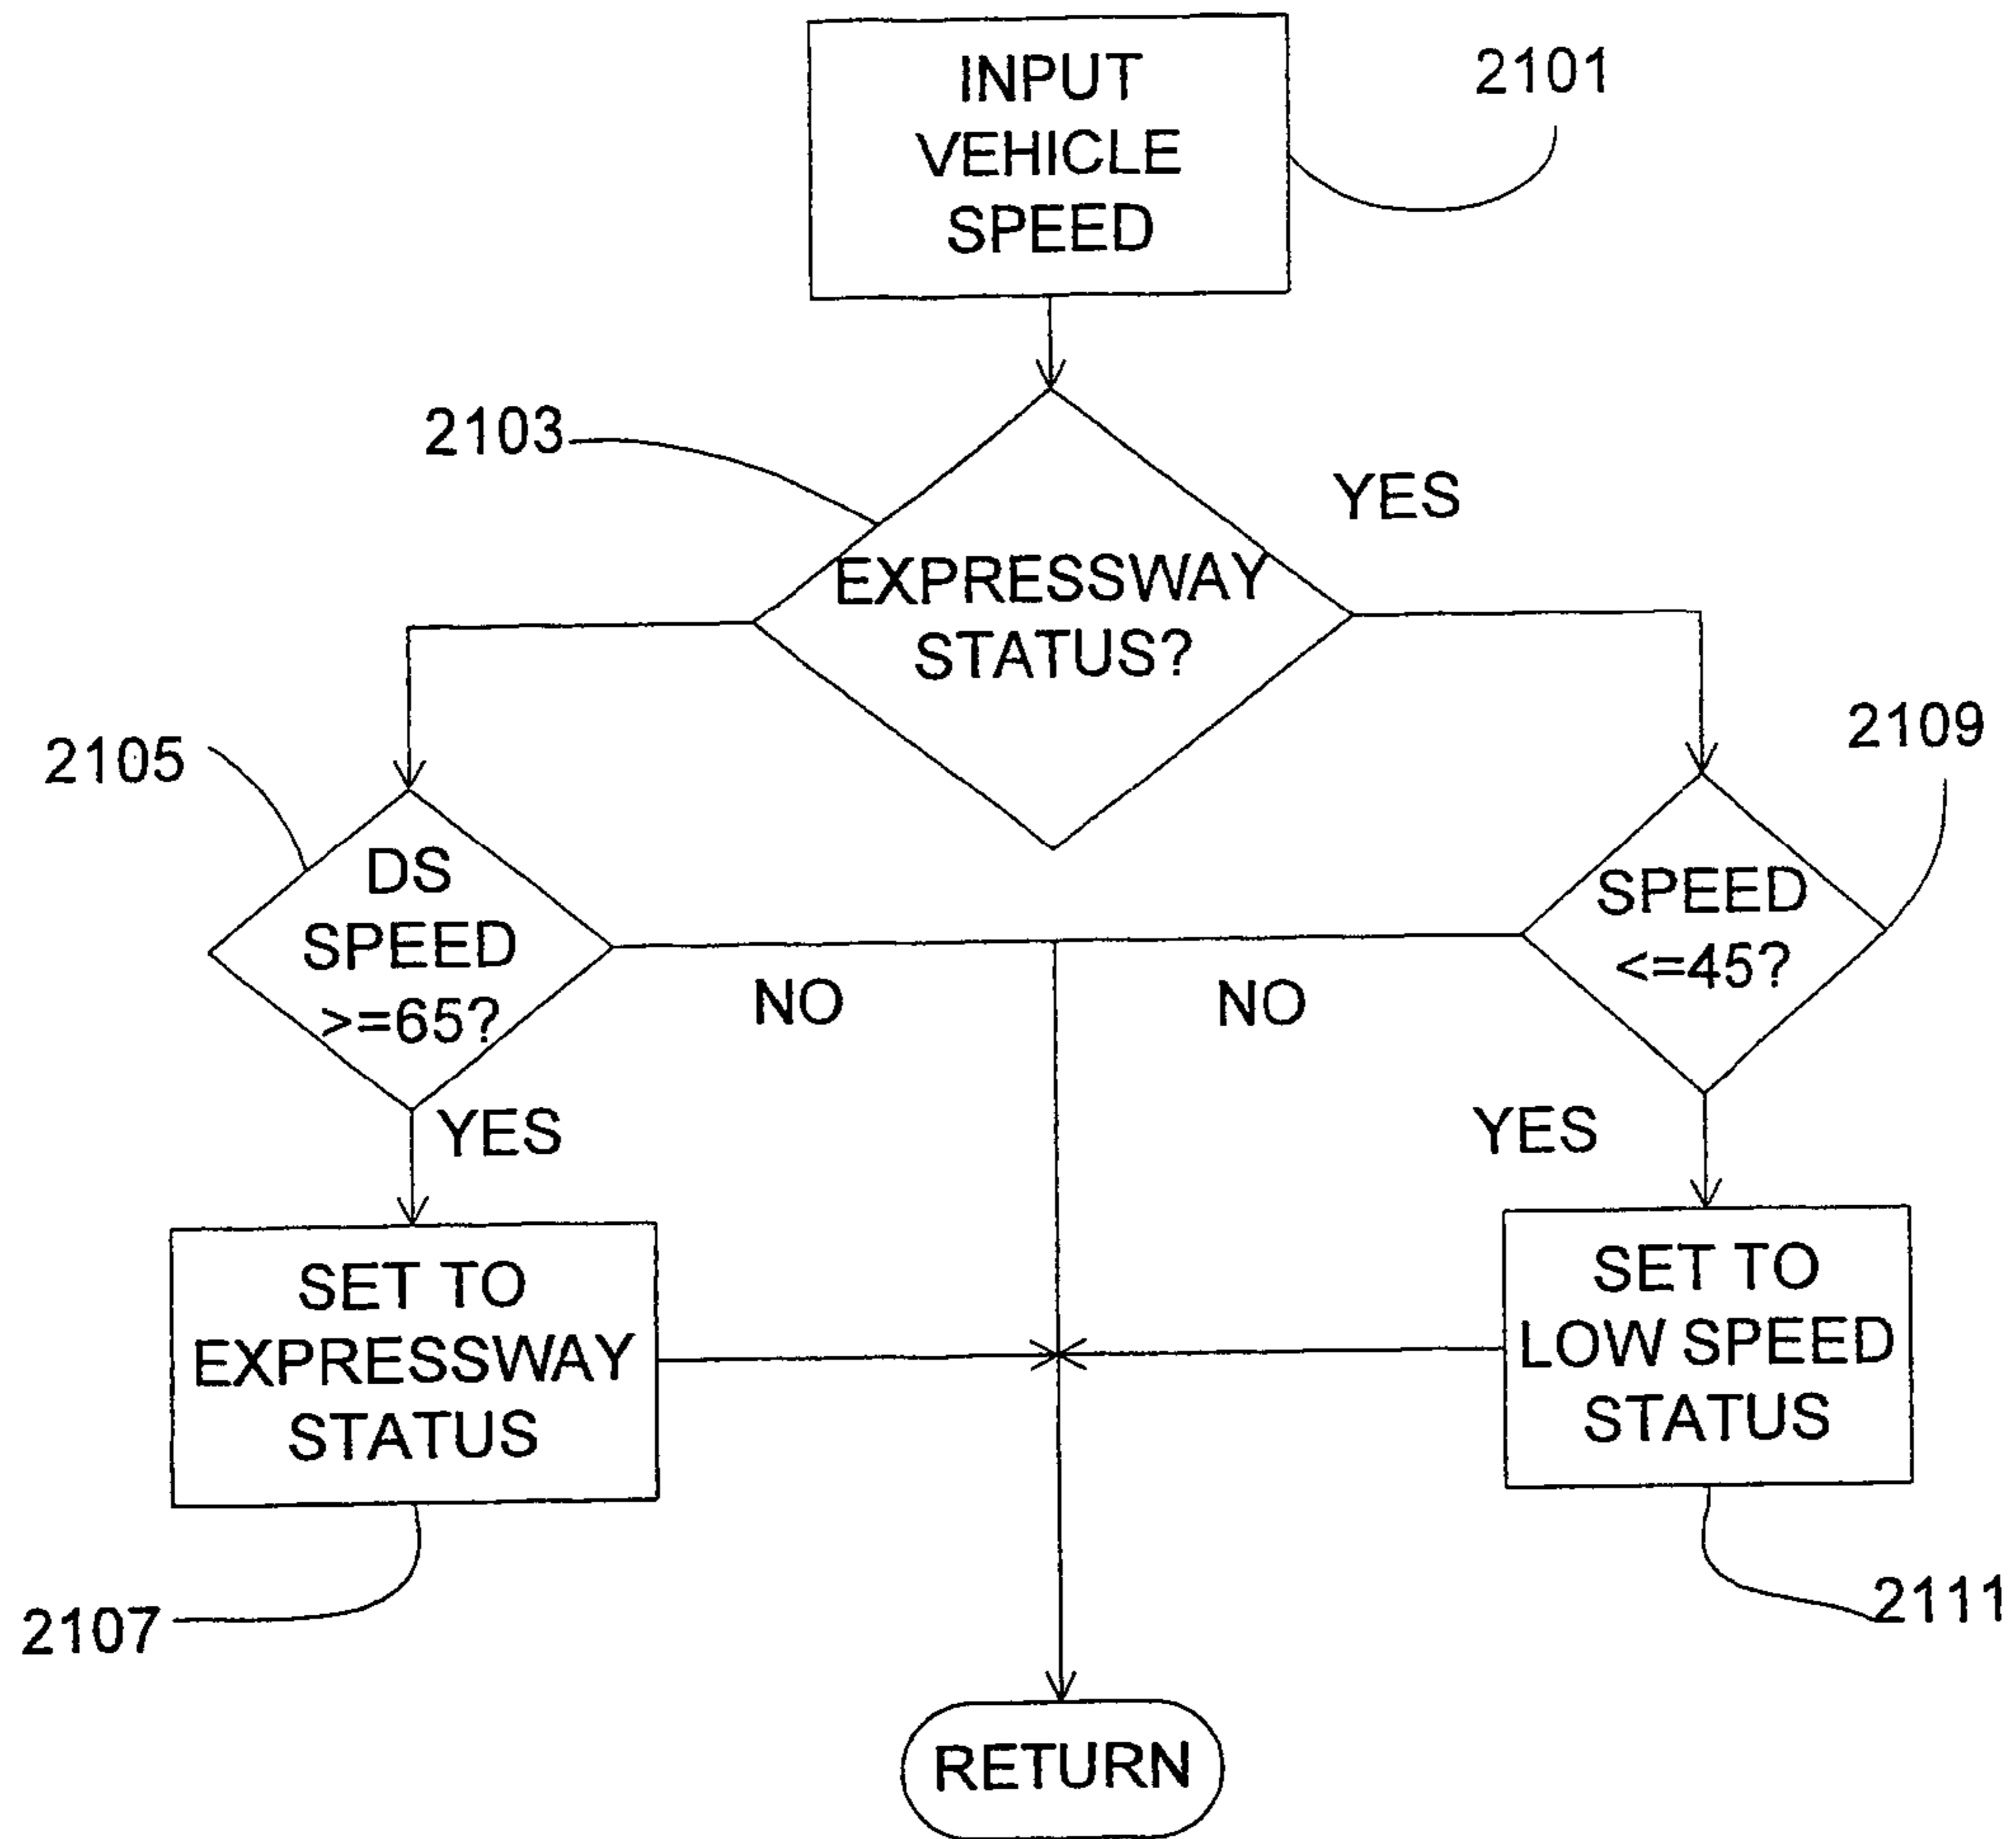 INPUT
VEHICLE
SPEED
2101
2103
YES
EXPRESSWAY
STATUS?
2105
2109
DS
SPEED
>=65?
SPEED
<=45?
NO
NO
YES
YES
SET TO
EXPRESSWAY
STATUS
SET TO
LOW SPEED
STATUS
2107
2111
RETURN